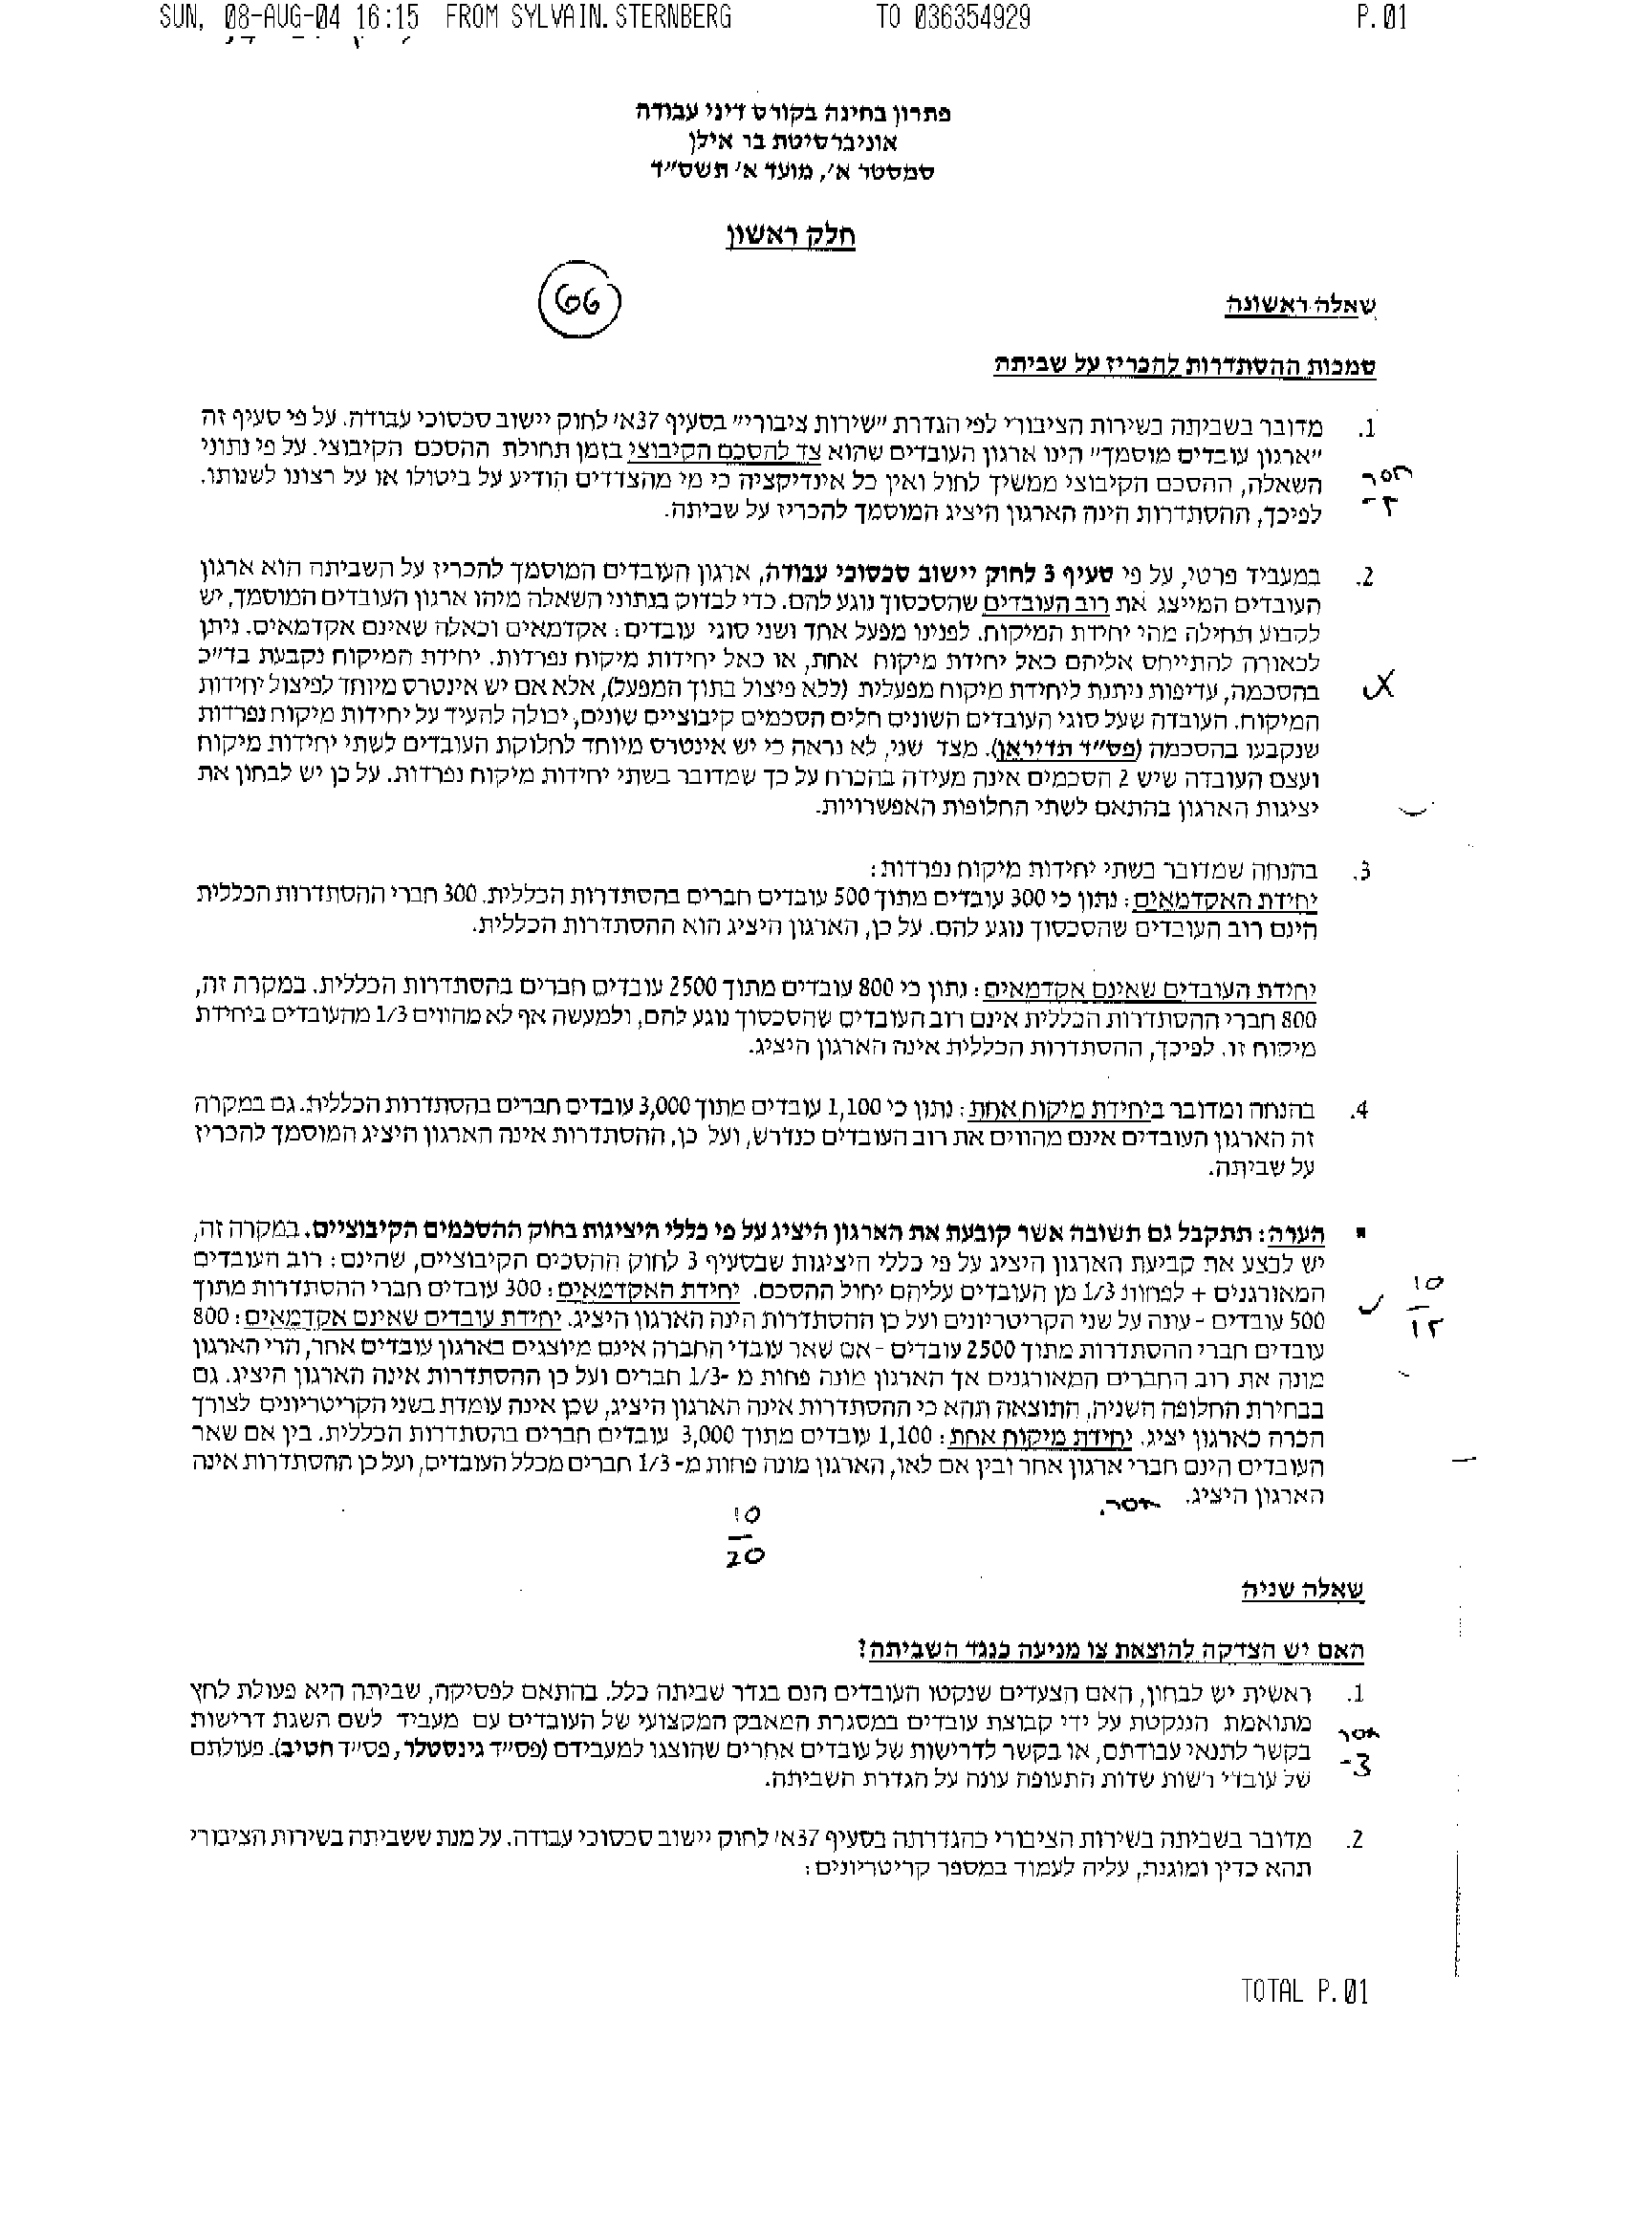 SUN, 08-AUG-04 16:15 FROM SYLVAIN.STERNBERG TO 036354929 P.01
פתרון בחינה בקורס דיני עבודה
אוניברסיטת בר אילן
סמסטר א', מועד א' תשס"ד
חלק ראשון
66
שאלה ראשונה
סמכות ההסתדרות להכריז על שביתה
1. מדובר בשביתה בשירות הציבורי לפי הגדרת "שירות ציבורי" בסעיף 37א' לחוק יישוב סכסוכי עבודה. על פי סעיף זה
"ארגון עובדים מוסמך" הינו ארגון העובדים שהוא צד להסכם הקיבוצי בזמן תחולת ההסכם הקיבוצי. על פי נתוני
השאלה, ההסכם הקיבוצי ממשיך לחול ואין כל אינדיקציה כי מי מהצדדים הודיע על ביטולו או על רצונו לשנותו. חסר
לפיכך, ההסתדרות הינה הארגון היציג המוסמך להכריז על שביתה.
2. במעביד פרטי, על פי סעיף 3 לחוק יישוב סכסוכי עבודה, ארגון העובדים המוסמך להכריז על השביתה הוא ארגון
העובדים המייצג את רוב העובדים שהסכסוך נוגע להם. כדי לבדוק בנתוני השאלה מיהו ארגון העובדים המוסמך, יש
לקבוע תחילה מהי יחידת המיקוח. לפנינו מפעל אחד ושני סוגי עובדים: אקדמאים וכאלה שאינם אקדמאים. ניתן
לכאורה להתייחס אליהם כאל יחידת מיקוח אחת, או כאל יחידות מיקוח נפרדות. יחידת המיקוח נקבעת בד"כ
בהסכמה, עדיפות ניתנת ליחידת מיקוח מפעלית (ללא פיצול בתוך המפעל), אלא אם יש אינטרס מיוחד לפיצול יחידות
המיקוח. העובדה שעל סוגי העובדים השונים חלים הסכמים קיבוציים שונים, יכולה להעיד על יחידות מיקוח נפרדות
שנקבעו בהסכמה (פס"ד תדיראן). מצד שני, לא נראה כי יש אינטרס מיוחד לחלוקת העובדים לשתי יחידות מיקוח
ועצם העובדה שיש 2 הסכמים אינה מעידה בהכרח על כך שמדובר בשתי יחידות מיקוח נפרדות. על כן יש לבחון את
יציגות הארגון בהתאם לשתי החלופות האפשרויות.
3. בהנחה שמדובר בשתי יחידות מיקוח נפרדות:
יחידת האקדמאים: נתון כי 300 עובדים מתוך 500 עובדים חברים בהסתדרות הכללית. 300 חברי ההסתדרות הכללית
הינם רוב העובדים שהסכסוך נוגע להם. על כן, הארגון היציג הוא ההסתדרות הכללית.
יחידת העובדים שאינם אקדמאים: נתון כי 800 עובדים מתוך 2500 עובדים חברים בהסתדרות הכללית. במקרה זה,
800 חברי ההסתדרות הכללית אינם רוב העובדים שהסכסוך נוגע להם, ולמעשה אף לא מהווים 1/3 מהעובדים ביחידת
מיקוח זו. לפיכך, ההסתדרות הכללית אינה הארגון היציג.
4. בהנחה ומדובר ביחידת מיקוח אחת: נתון כי 1,100 עובדים מתוך 3,000 עובדים חברים בהסתדרות הכללית. גם במקרה
זה הארגון העובדים אינם מהווים את רוב העובדים כנדרש, ועל כן, ההסתדרות אינה הארגון היציג המוסמך להכריז
על שביתה.
▪ הערה: תתקבל גם תשובה אשר קובעת את הארגון היציג על פי כללי היציגות בחוק ההסכמים הקיבוציים. במקרה זה,
יש לבצע את קביעת הארגון היציג על פי כללי היציגות שבסעיף 3 לחוק ההסכים הקיבוציים, שהינם: רוב העובדים
המאורגנים + לפחות 1/3 מן העובדים עליהם יחול ההסכם. יחידת האקדמאים: 300 עובדים חברי ההסתדרות מתוך
500 עובדים - עונה על שני הקריטריונים ועל כן ההסתדרות הינה הארגון היציג. יחידת עובדים שאינם אקדמאים: 800
10/15
עובדים חברי ההסתדרות מתוך 2500 עובדים - אם שאר עובדי החברה אינם מיוצגים בארגון עובדים אחר, הרי הארגון
מונה את רוב החברים המאורגנים אך הארגון מונה פחות מ -1/3 חברים ועל כן ההסתדרות אינה הארגון היציג. גם
בבחירת החלופה השניה, התוצאה תהא כי ההסתדרות אינה הארגון היציג, שכן אינה עומדת בשני הקריטריונים לצורך
הכרה כארגון יציג. יחידת מיקוח אחת: 1,100 עובדים מתוך 3,000 עובדים חברים בהסתדרות הכללית. בין אם שאר
העובדים הינם חברי ארגון אחר ובין אם לאו, הארגון מונה פחות מ- 1/3 חברים מכלל העובדים, ועל כן ההסתדרות אינה
הארגון היציג. חסר.
10/20
שאלה שניה
האם יש הצדקה להוצאת צו מניעה כנגד השביתה?
1. ראשית יש לבחון, האם הצעדים שנקטו העובדים הנם בגדר שביתה כלל. בהתאם לפסיקה, שביתה היא פעולת לחץ
מתואמת הננקטת על ידי קבוצת עובדים במסגרת המאבק המקצועי של העובדים עם מעביד לשם השגת דרישות
בקשר לתנאי עבודתם, או בקשר לדרישות של עובדים אחרים שהוצגו למעבידם (פס"ד גינסטלר, פס"ד חטיב). פעולתם
חסר -3
של עובדי רשות שדות התעופה עונה על הגדרת השביתה.
2. מדובר בשביתה בשירות הציבורי כהגדרתה בסעיף 37א' לחוק יישוב סכסוכי עבודה. על מנת ששביתה בשירות הציבורי
תהא כדין ומוגנת, עליה לעמוד במספר קריטריונים:
TOTAL P.01